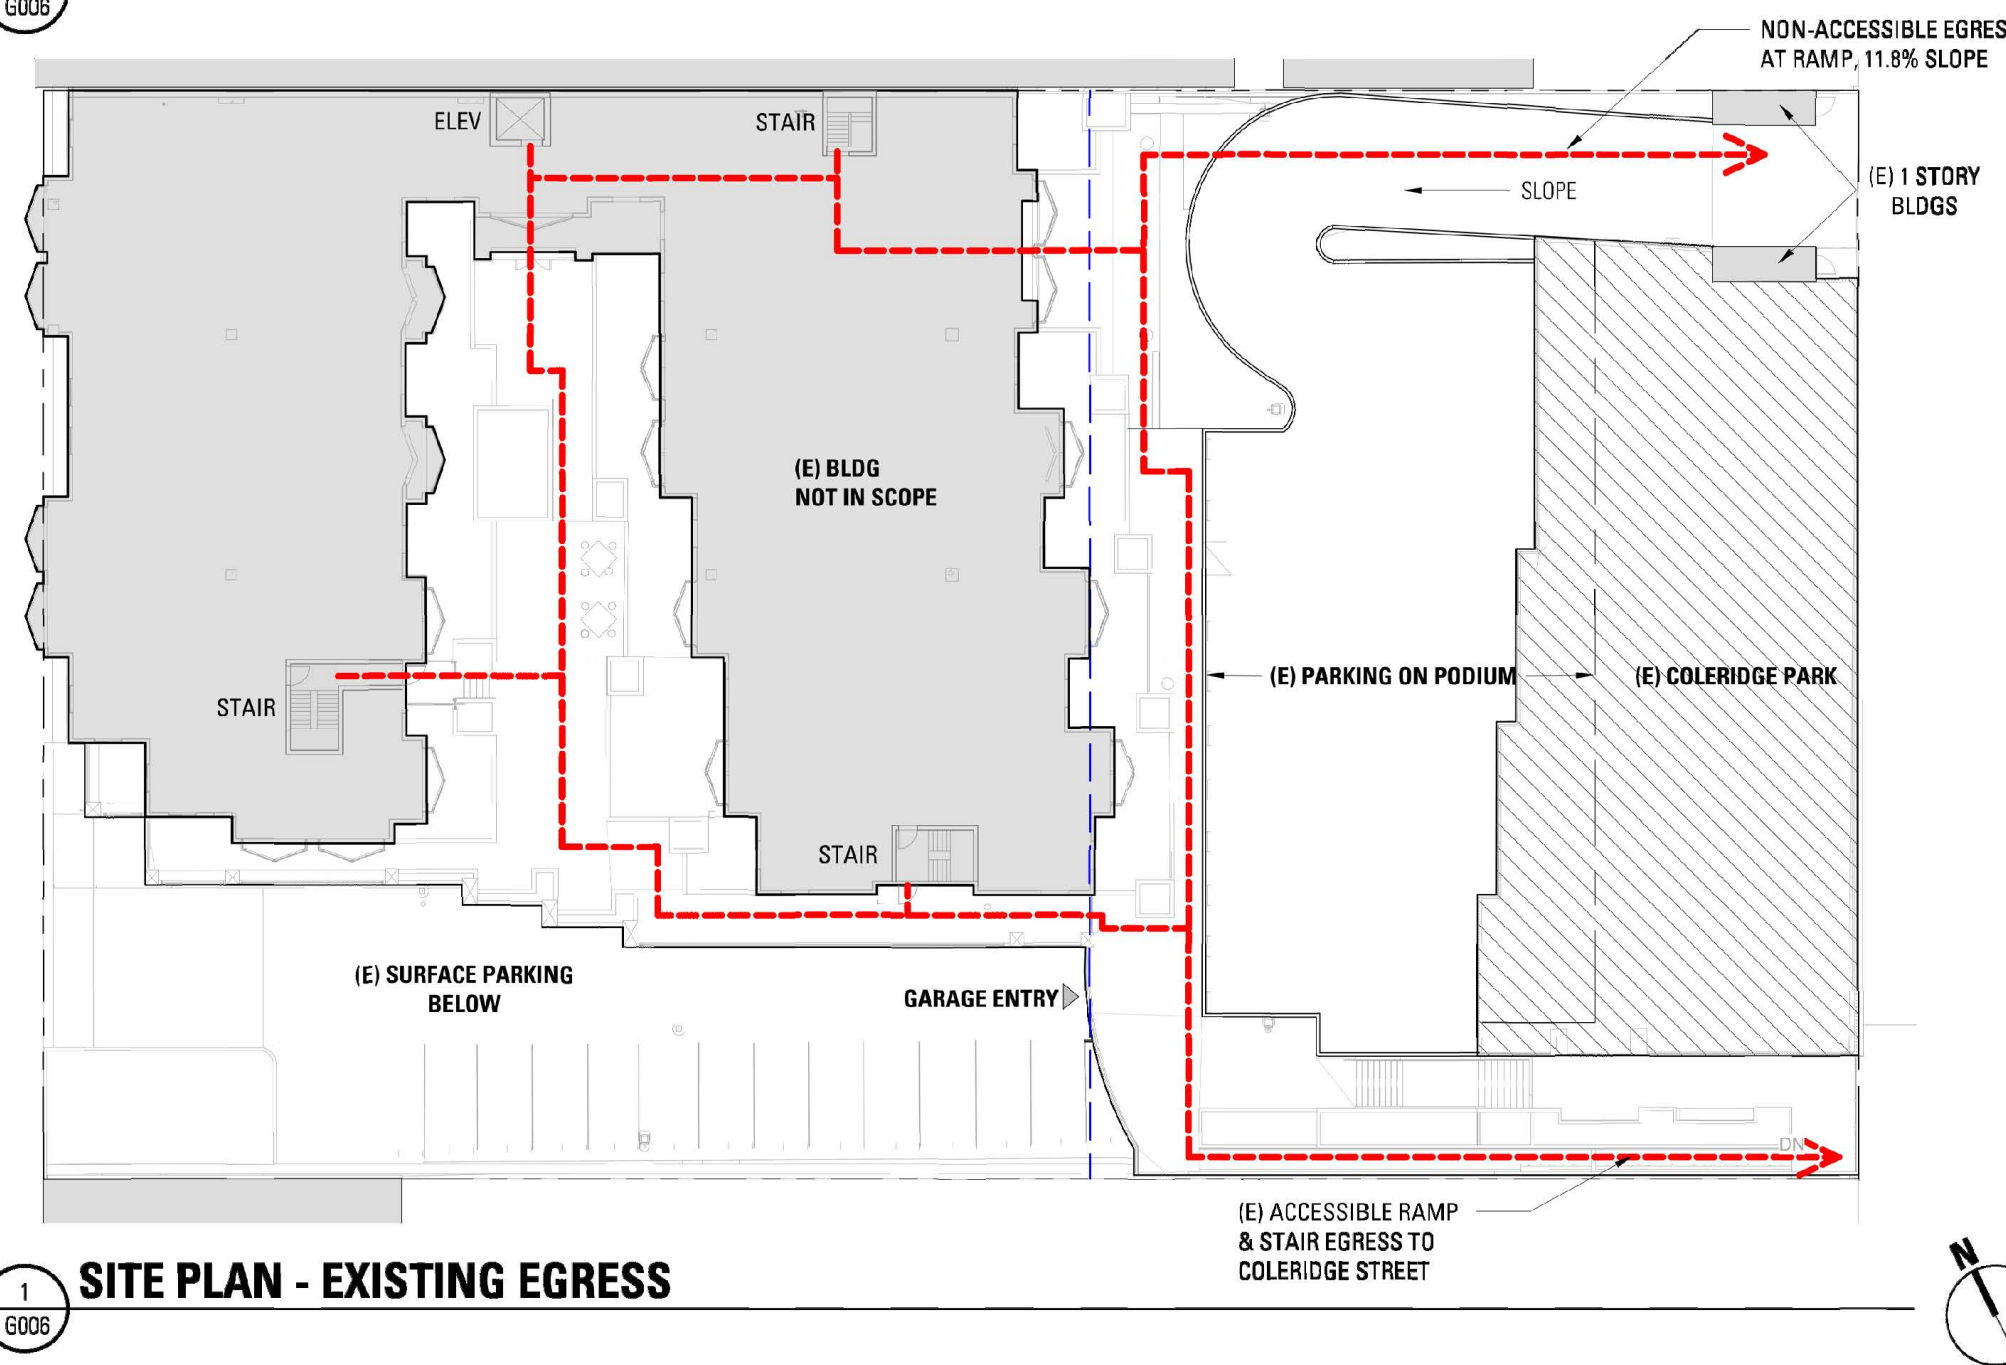 G006
NON-ACCESSIBLE EGRES
AT RAMP, 11.8% SLOPE
ELEV
STAIR
SLOPE
(E) 1 STORY
BLDGS
(E) BLDG
NOT IN SCOPE
(E) PARKING ON PODIUM
(E) COLERIDGE PARK
STAIR
STAIR
(E) SURFACE PARKING
BELOW
GARAGE ENTRY
DN
(E) ACCESSIBLE RAMP
& STAIR EGRESS TO
COLERIDGE STREET
N
1
SITE PLAN - EXISTING EGRESS
G006